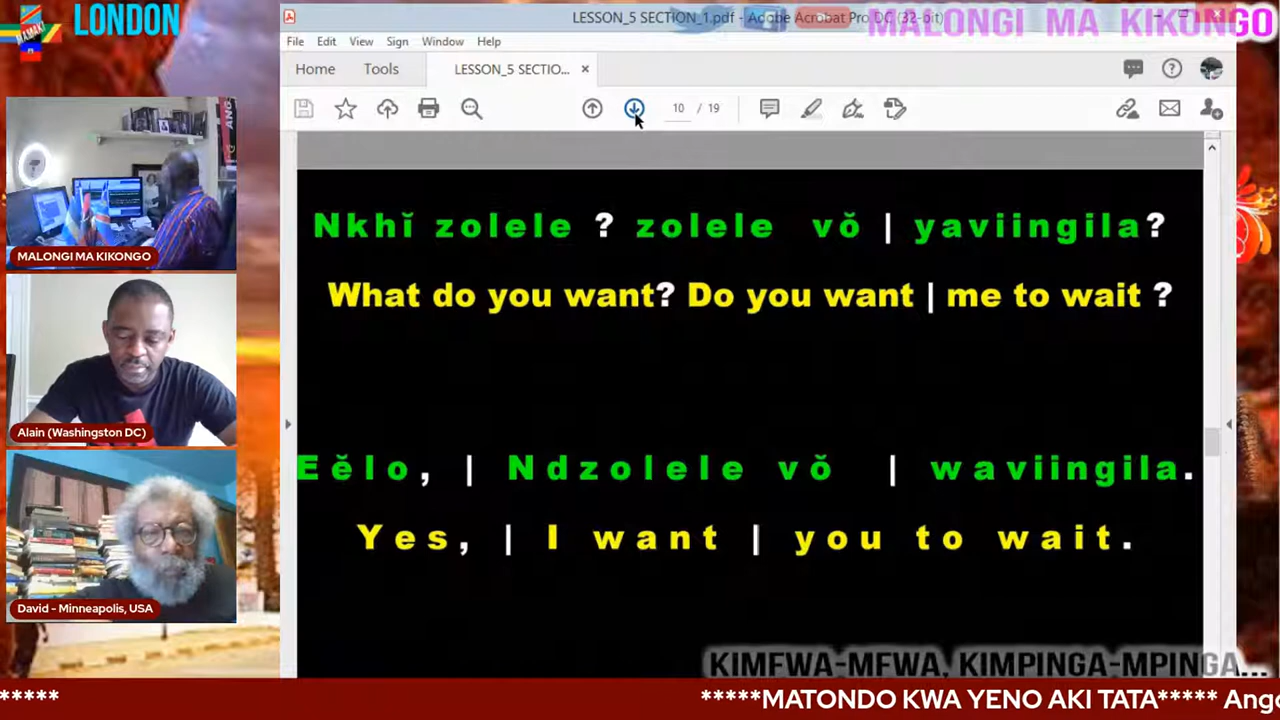 LONDON
MAMAKI
LESSON_5 SECTION_1.pdf - Adobe Acrobat Pro DC (32-bit)
MALONGI MA KIKONGO
File Edit View Sign Window Help
Home Tools LESSON_5 SECTIO... ×
10 / 19
MALONGI MA KIKONGO
Nkhĭ zolele ? zolele vŏ | yaviingila?
What do you want? Do you want | me to wait ?
Alain (Washington DC)
Eĕlo, | Ndzolele vŏ | waviingila.
Yes, | I want | you to wait.
David - Minneapolis, USA
KIMFWA-MFWA, KIMPINGA-MPINGA...
***** *****MATONDO KWA YENO AKI TATA***** Ango